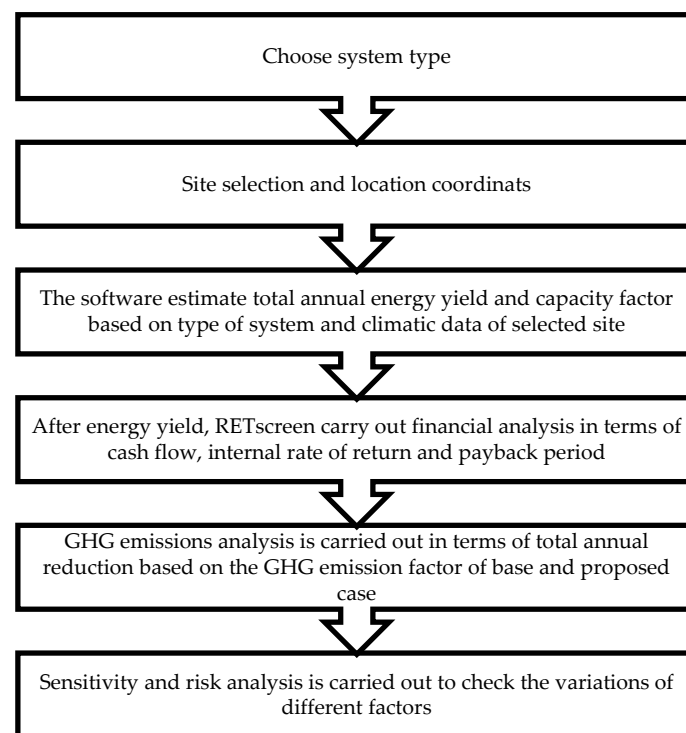 Choose system type
Site selection and location coordinats
The software estimate total annual energy yield and capacity factor
based on type of system and climatic data of selected site
After energy yield, RETscreen carry out financial analysis in terms of
cash flow, internal rate of return and payback period
GHG emissions analysis is carried out in terms of total annual
reduction based on the GHG emission factor of base and proposed
case
Sensitivity and risk analysis is carried out to check the variations of
different factors